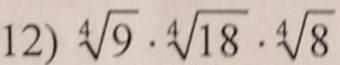 12) ∜9 · ∜18 · ∜8